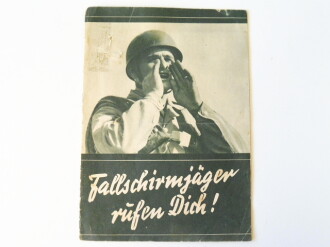 Fallschirmjäger
rufen Dich!